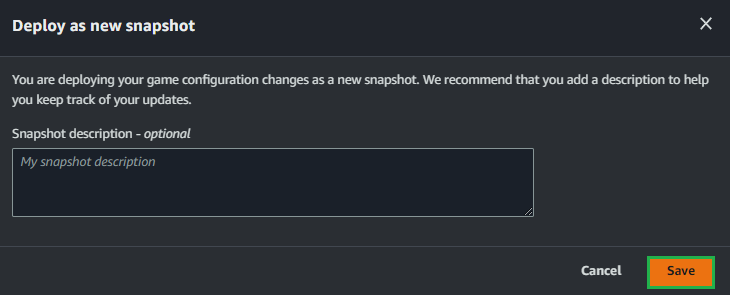 Deploy as new snapshot
You are deploying your game configuration changes as a new snapshot. We recommend that you add a description to help
you keep track of your updates.
Snapshot description - optional
My snapshot description
Cancel
Save